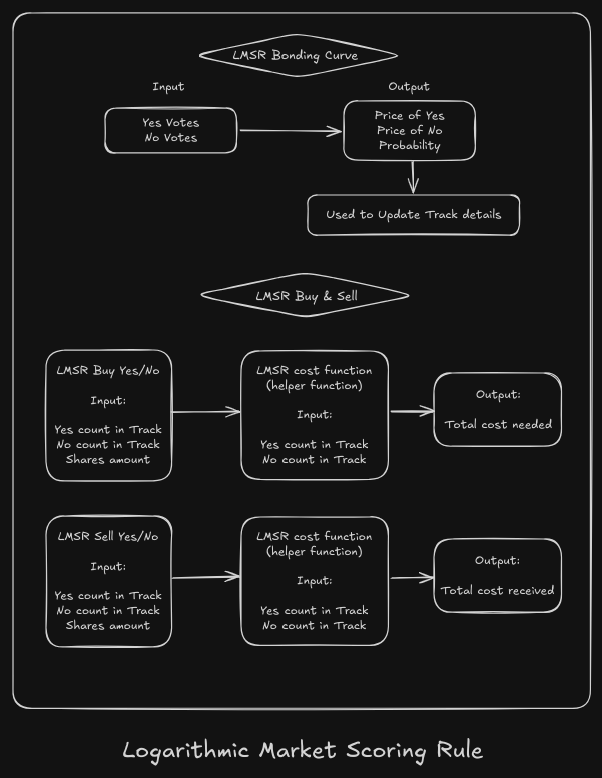 LMSR Bonding Curve
Input
Output
Yes Votes
No Votes
Price of Yes
Price of No
Probability
Used to Update Track details
LMSR Buy & Sell
LMSR Buy Yes/No
Input:
Yes count in Track
No count in Track
Shares amount
LMSR cost function
(helper function)
Input:
Yes count in Track
No count in Track
Output:
Total cost needed
LMSR Sell Yes/No
Input:
Yes count in Track
No count in Track
Shares amount
LMSR cost function
(helper function)
Input:
Yes count in Track
No count in Track
Output:
Total cost received
Logarithmic Market Scoring Rule